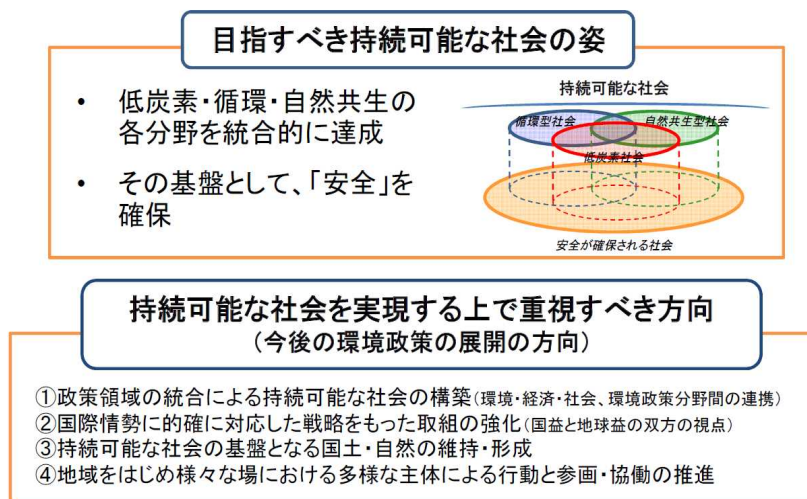 目指すべき持続可能な社会の姿
• 低炭素・循環・自然共生の
各分野を統合的に達成
• その基盤として、「安全」を
確保
持続可能な社会
循環型社会
自然共生型社会
低炭素社会
安全が確保される社会
持続可能な社会を実現する上で重視すべき方向
(今後の環境政策の展開の方向)
①政策領域の統合による持続可能な社会の構築(環境・経済・社会、環境政策分野間の連携)
②国際情勢に的確に対応した戦略をもった取組の強化(国益と地球益の双方の視点)
③持続可能な社会の基盤となる国土・自然の維持・形成
④地域をはじめ様々な場における多様な主体による行動と参画・協働の推進